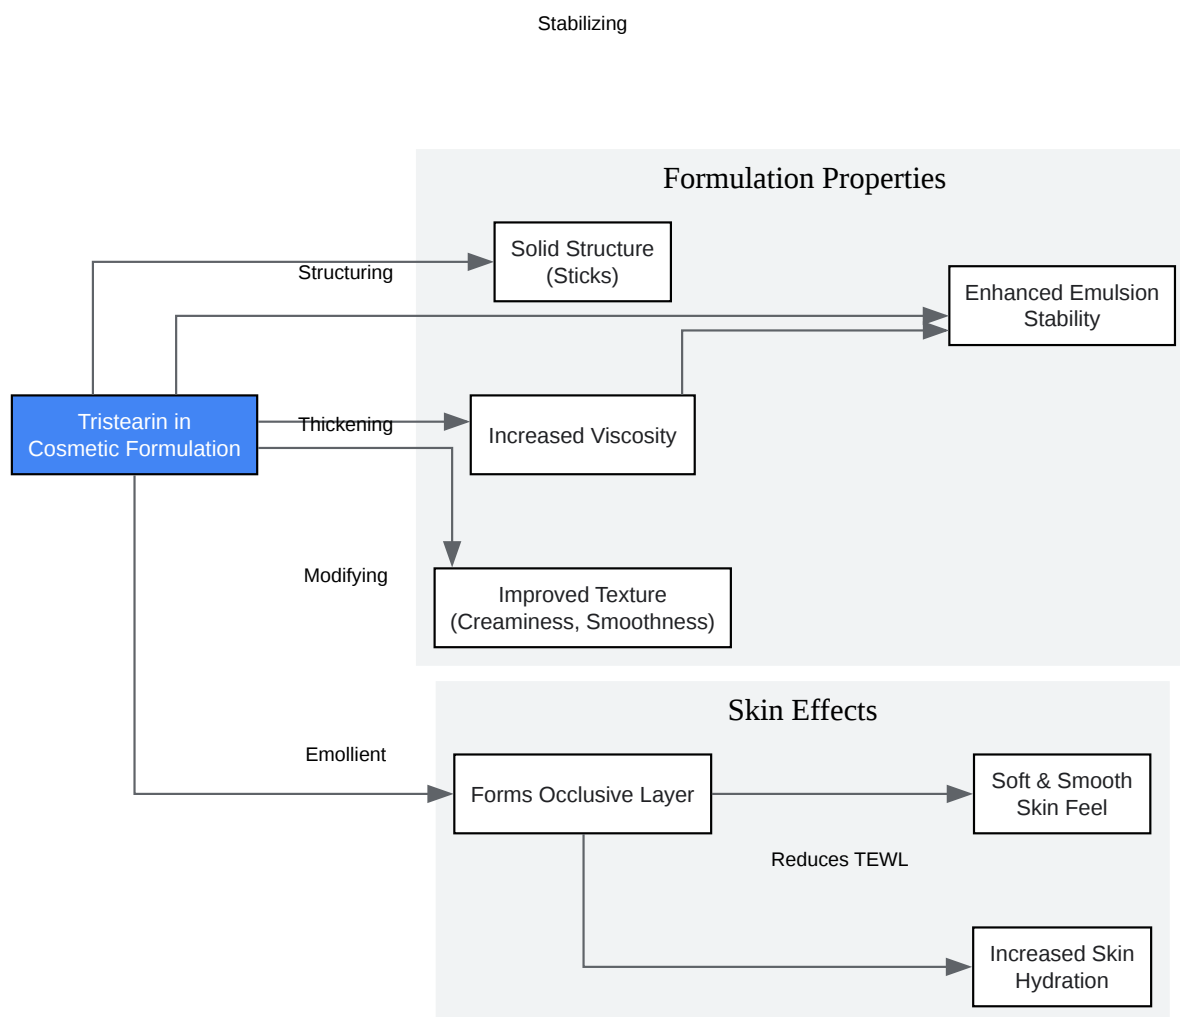 Stabilizing
Formulation Properties
Solid Structure
(Sticks)
Structuring
Enhanced Emulsion
Stability
Tristearin in
Cosmetic Formulation
Thickening
Increased Viscosity
Modifying
Improved Texture
(Creaminess, Smoothness)
Skin Effects
Emollient
Forms Occlusive Layer
Soft & Smooth
Skin Feel
Reduces TEWL
Increased Skin
Hydration